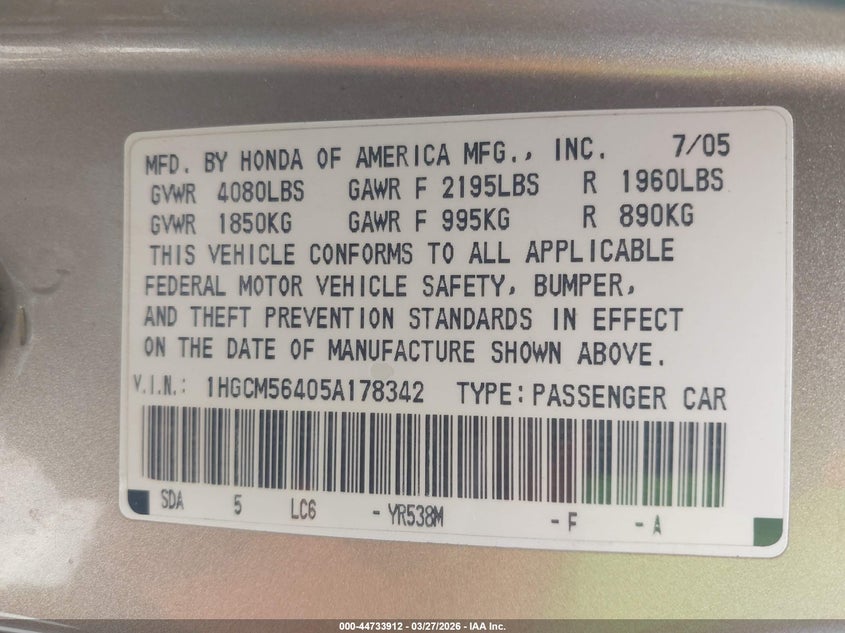 MFD. BY HONDA OF AMERICA MFG., INC. 7/05
GVWR 4080LBS GAWR F 2195LBS R 1960LBS
GVWR 1850KG GAWR F 995KG R 890KG
THIS VEHICLE CONFORMS TO ALL APPLICABLE
FEDERAL MOTOR VEHICLE SAFETY, BUMPER,
AND THEFT PREVENTION STANDARDS IN EFFECT
ON THE DATE OF MANUFACTURE SHOWN ABOVE.
V.I.N.: 1HGCM56405A178342 TYPE: PASSENGER CAR
SDA 5 LC6 - YR538M - F - A
000-44733912 — 03/27/2026 — IAA Inc.